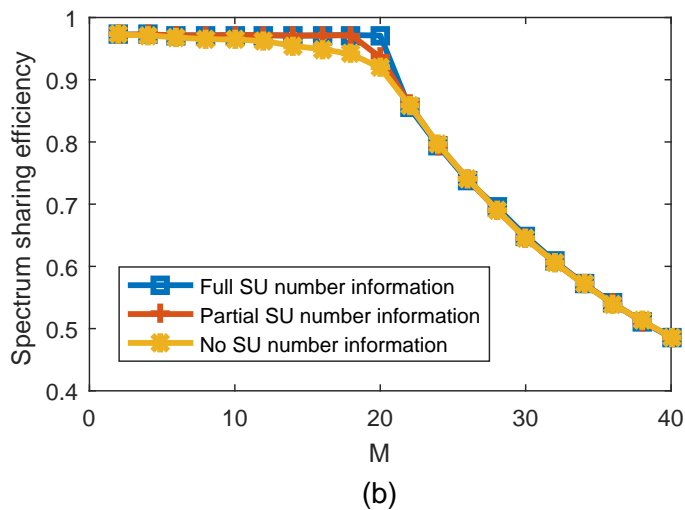 1
0.9
0.8
0.7
0.6
0.5
0.4
Spectrum sharing efficiency
Full SU number information
Partial SU number information
No SU number information
0 10 20 30 40
M
(b)